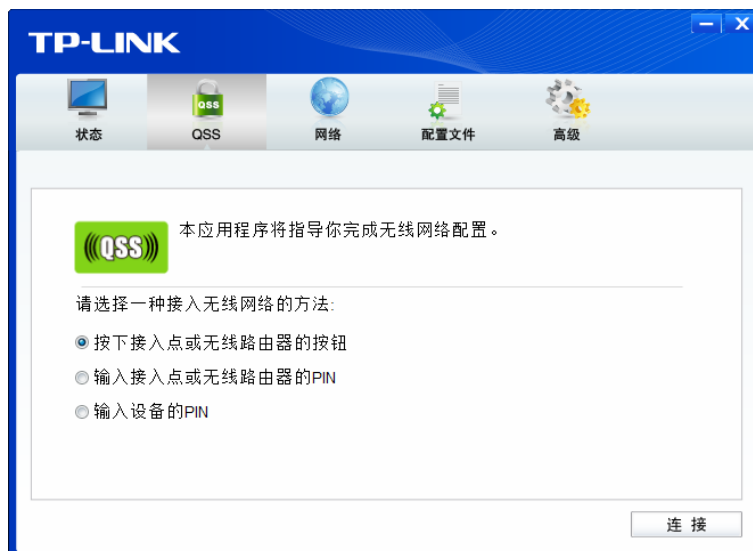 TP-LINK
QSS
状态
QSS
网络
配置文件
高级
((QSS))
本应用程序将指导你完成无线网络配置。
请选择一种接入无线网络的方法:
按下接入点或无线路由器的按钮
输入接入点或无线路由器的PIN
输入设备的PIN
连接